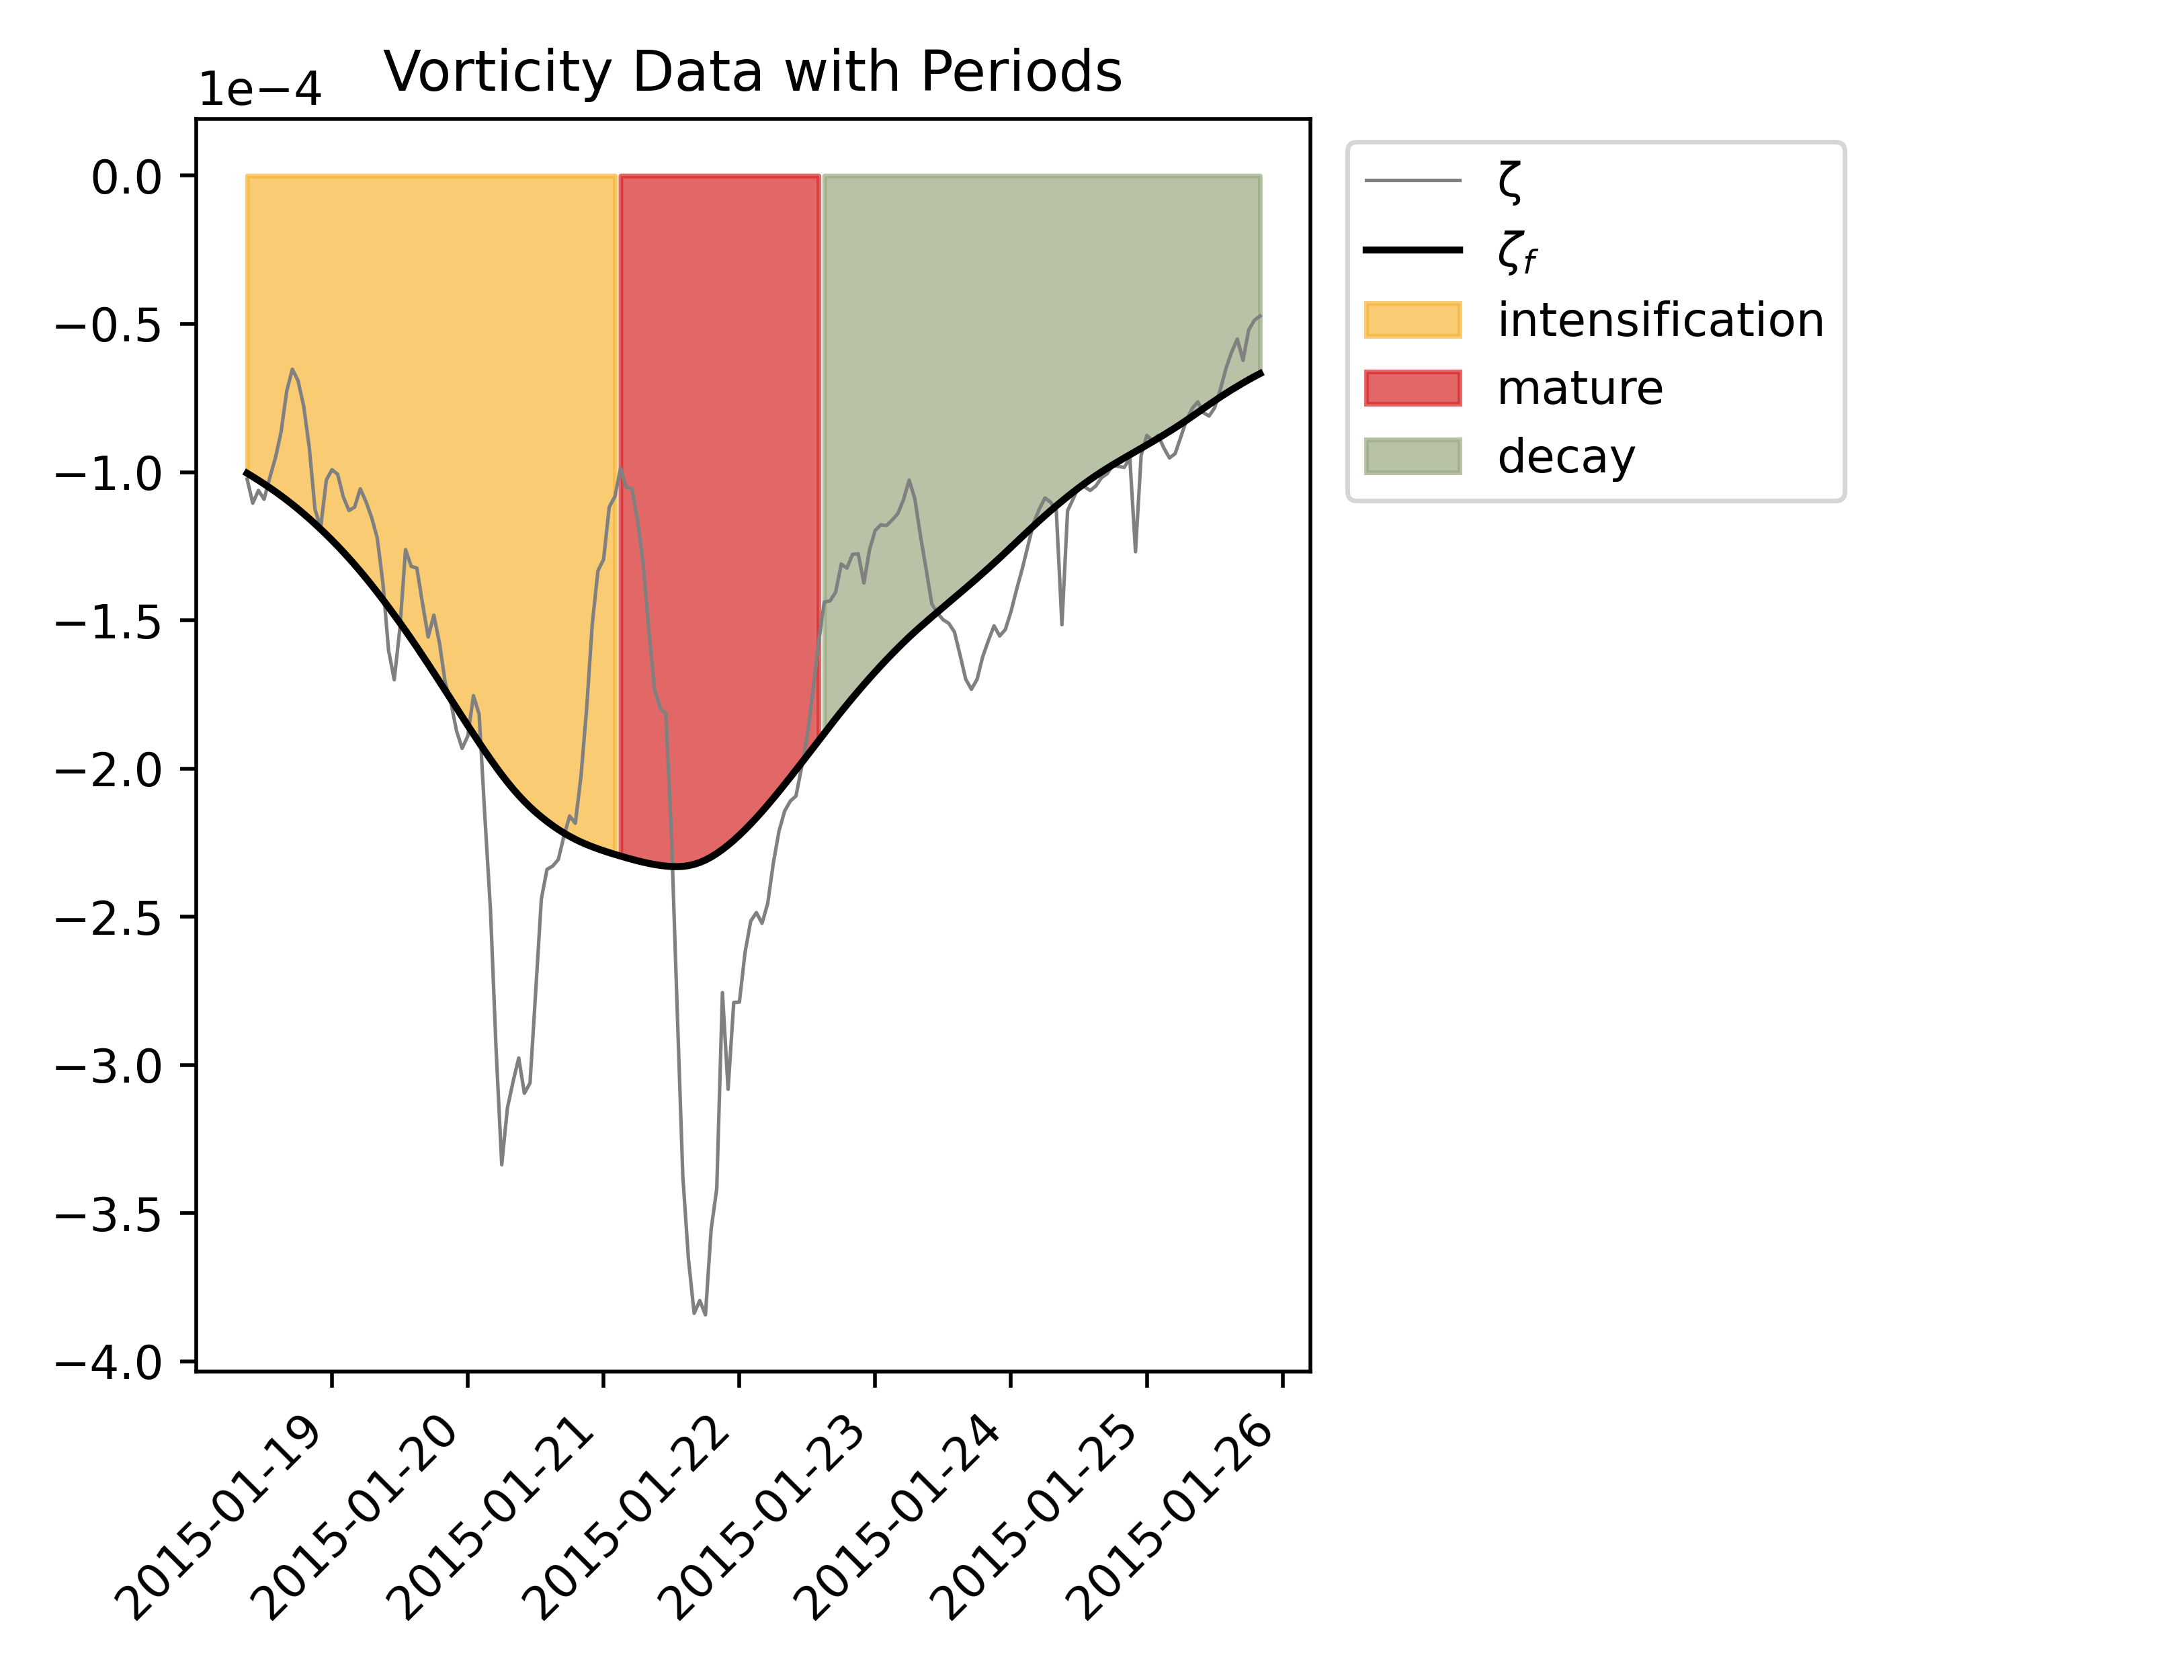 Vorticity Data with Periods
1e−4
0.0
−0.5
−1.0
−1.5
−2.0
−2.5
−3.0
−3.5
−4.0
2015-01-19
2015-01-20
2015-01-21
2015-01-22
2015-01-23
2015-01-24
2015-01-25
2015-01-26
ζ
ζf
intensification
mature
decay